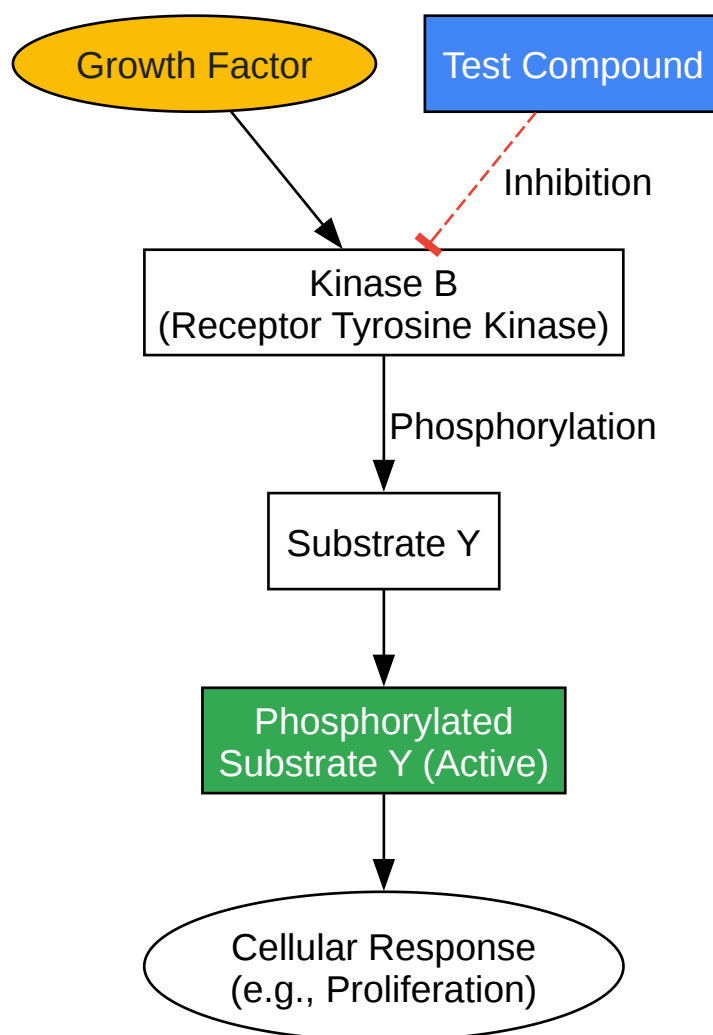 Growth Factor
Test Compound
Inhibition
Kinase B
(Receptor Tyrosine Kinase)
Phosphorylation
Substrate Y
Phosphorylated
Substrate Y (Active)
Cellular Response
(e.g., Proliferation)